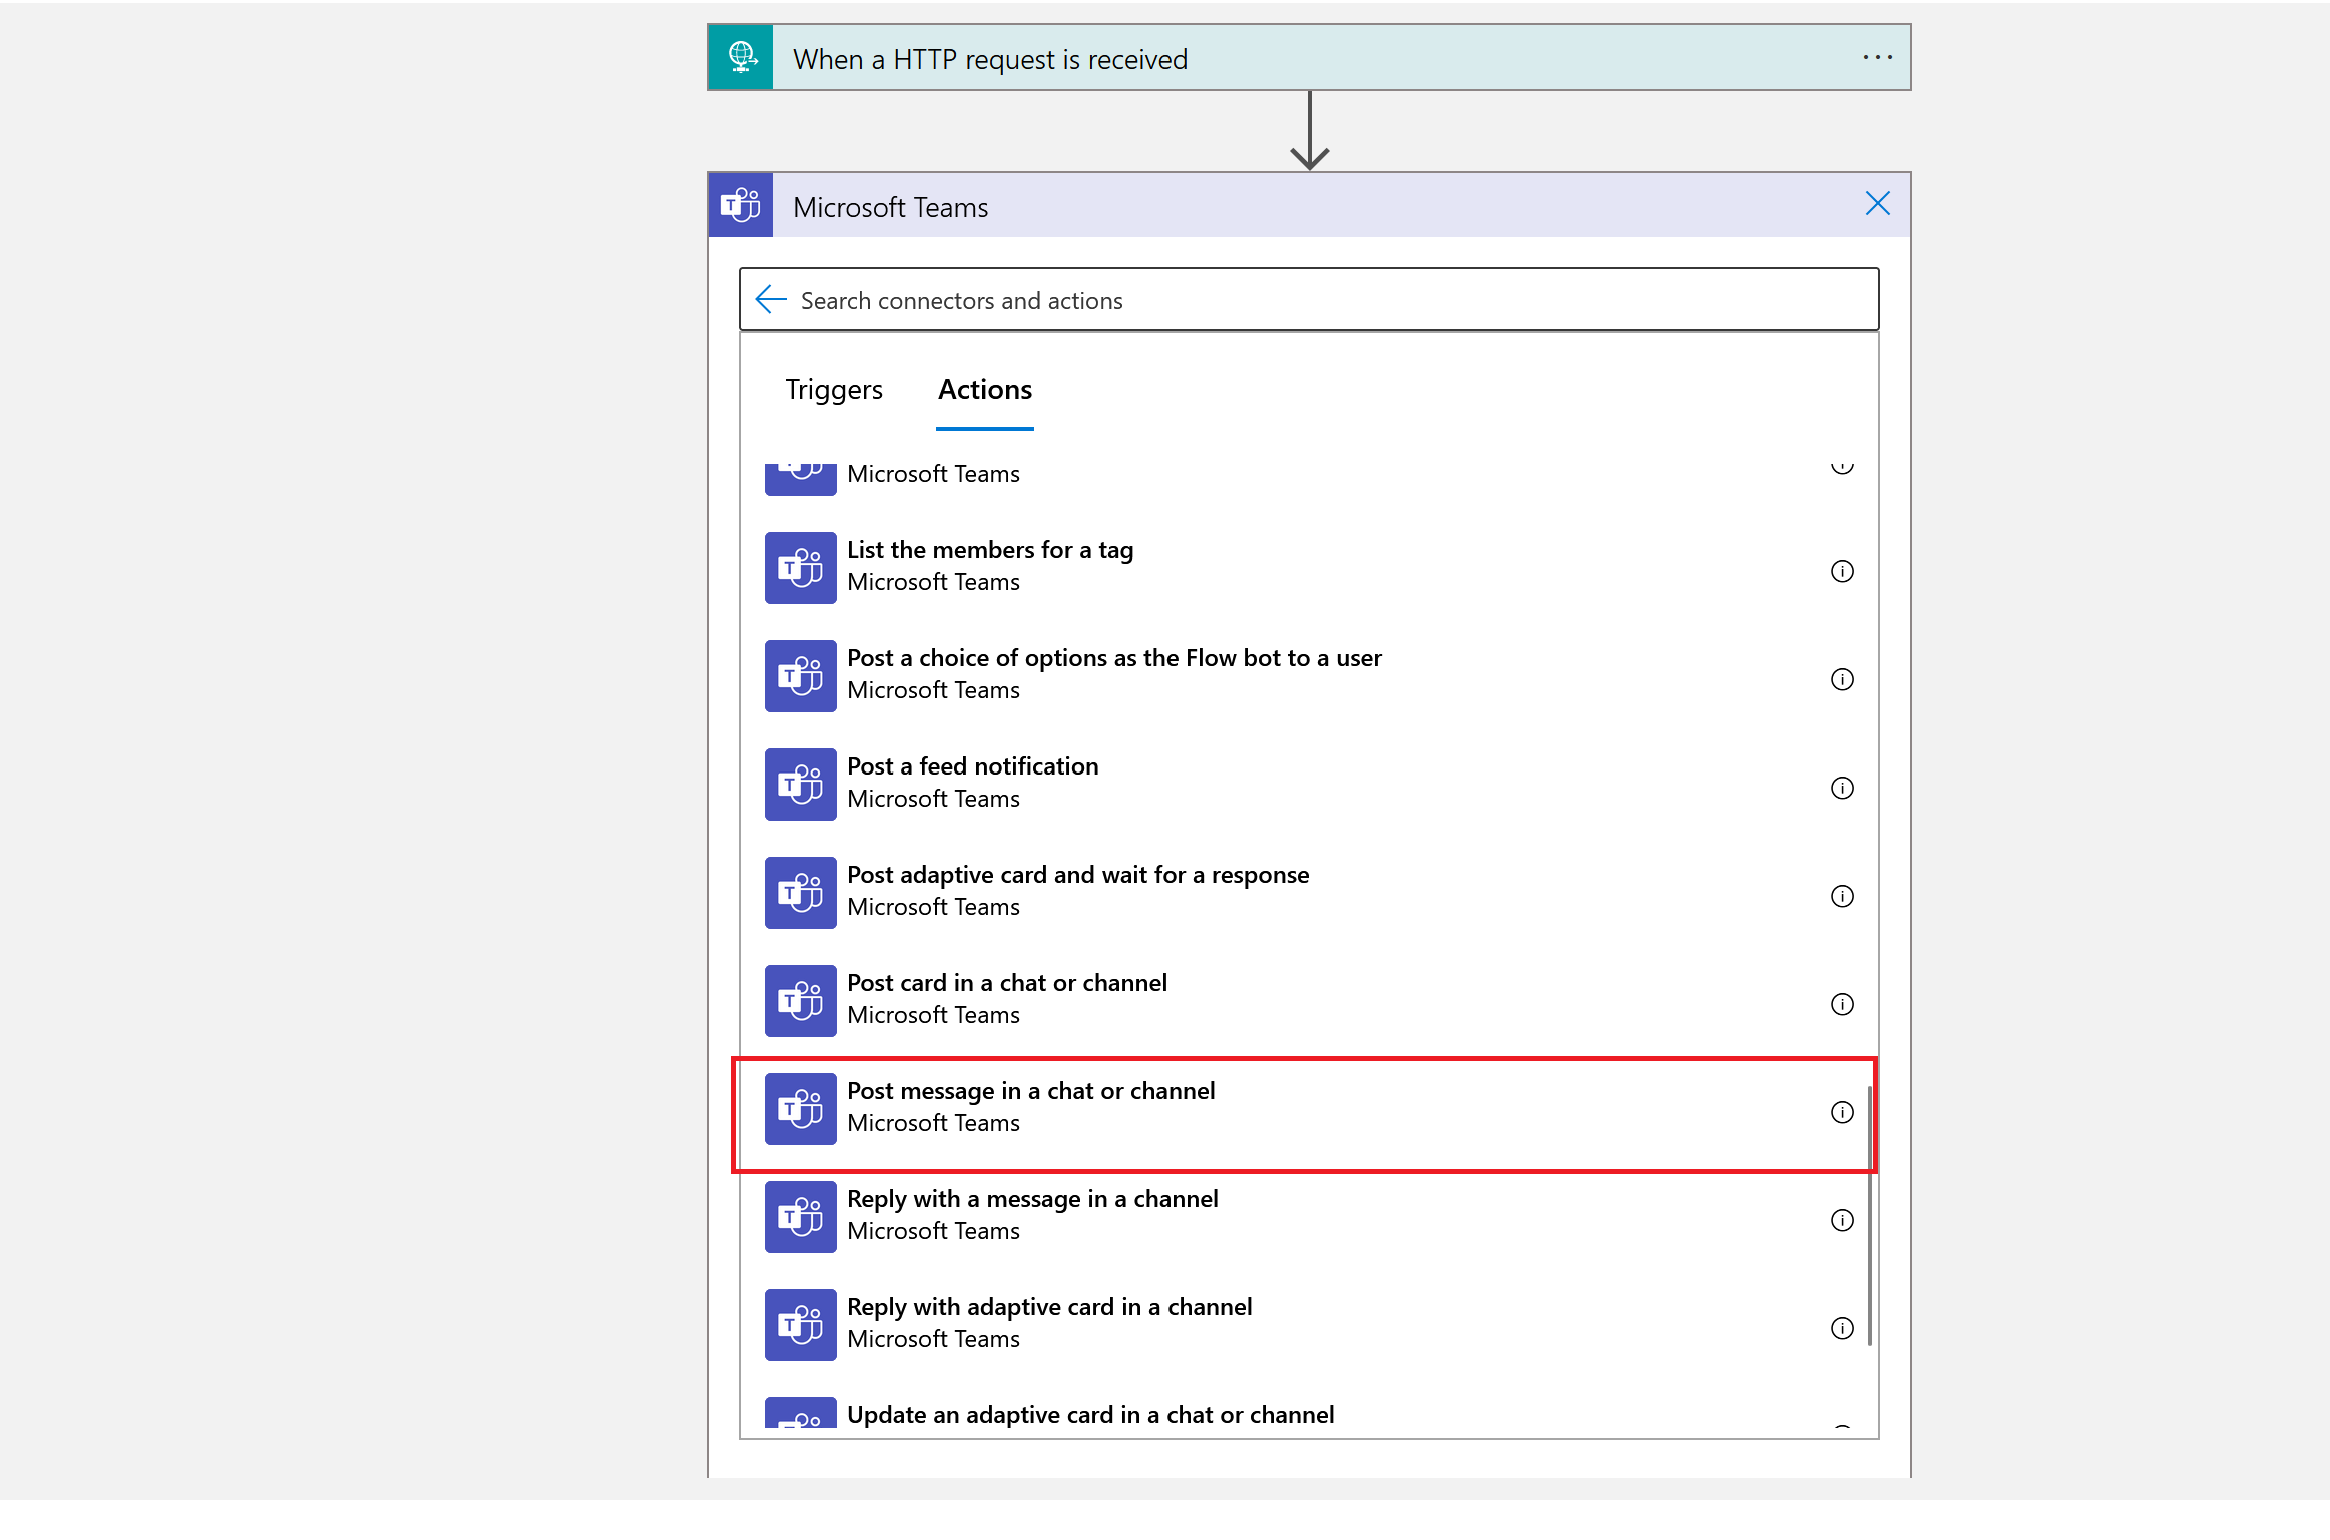 When a HTTP request is received
Microsoft Teams
Search connectors and actions
Triggers Actions
Microsoft Teams
List the members for a tag
Microsoft Teams
Post a choice of options as the Flow bot to a user
Microsoft Teams
Post a feed notification
Microsoft Teams
Post adaptive card and wait for a response
Microsoft Teams
Post card in a chat or channel
Microsoft Teams
Post message in a chat or channel
Microsoft Teams
Reply with a message in a channel
Microsoft Teams
Reply with adaptive card in a channel
Microsoft Teams
Update an adaptive card in a chat or channel